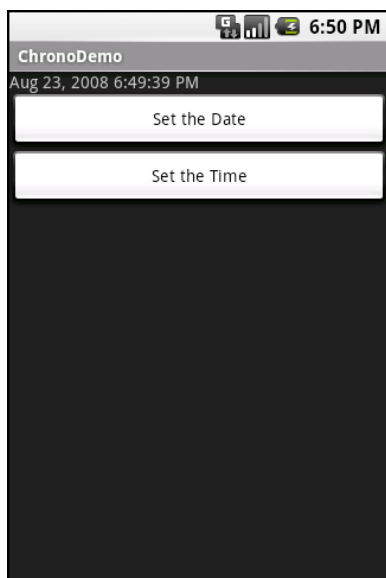 G 6:50 PM
ChronoDemo
Aug 23, 2008 6:49:39 PM
Set the Date
Set the Time